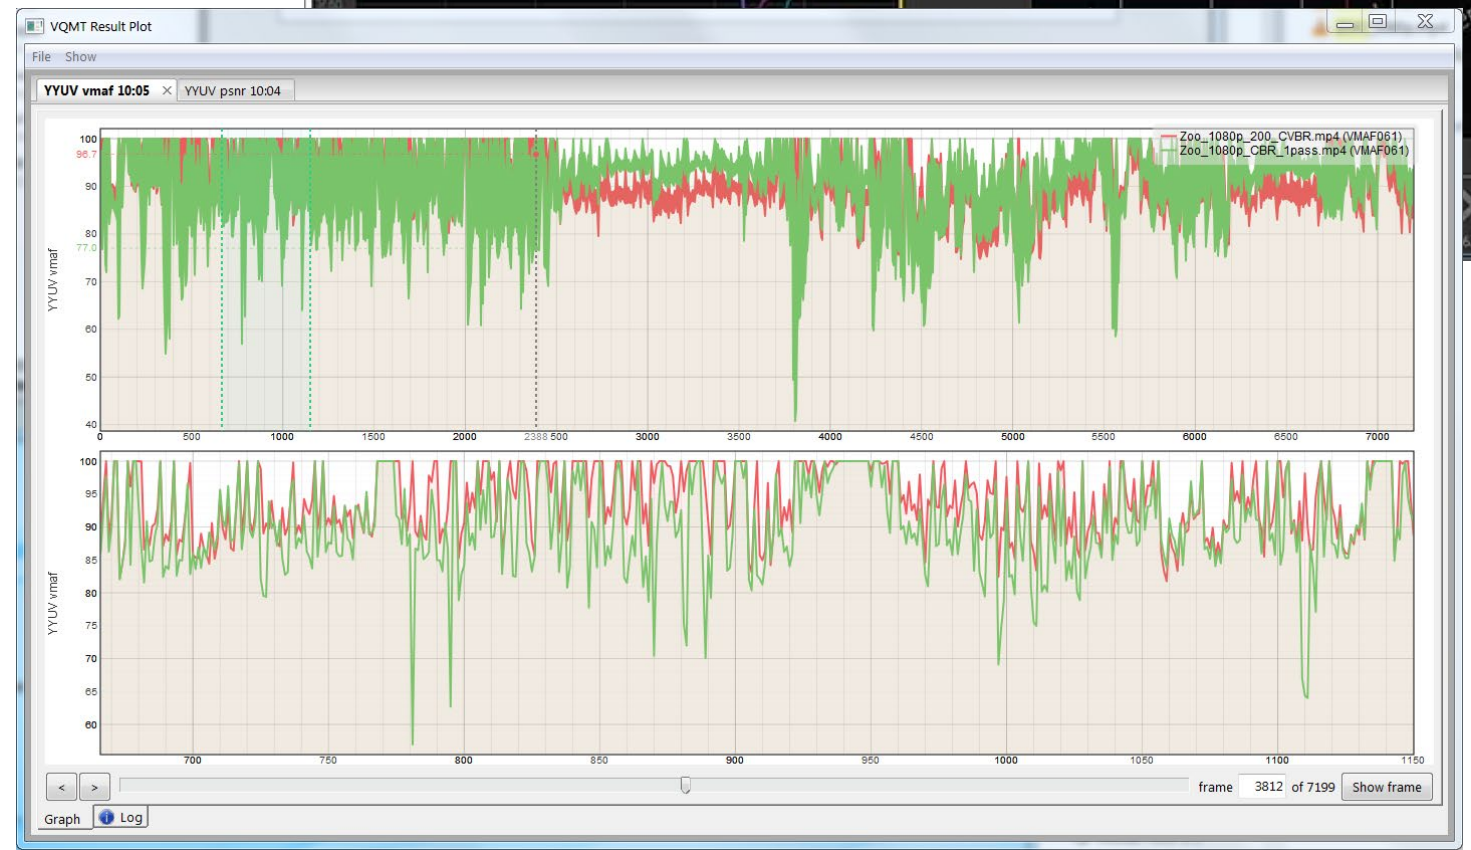 VQMT Result Plot
File Show
YYUV vmaf 10:05 YYUV psnr 10:04
Zoo_1080p_200_CVBR.mp4 (VMAF061)
Zoo_1080p_CBR_1pass.mp4 (VMAF061)
100
96.7
90
80
77.0
70
60
50
40
YYUV vmaf
0 500 1000 1500 2000 2388 500 3000 3500 4000 4500 5000 5500 6000 6500 7000
100
95
90
85
80
75
70
65
60
YYUV vmaf
700 750 800 850 900 950 1000 1050 1100 1150
< > frame 3812 of 7199 Show frame
Graph Log